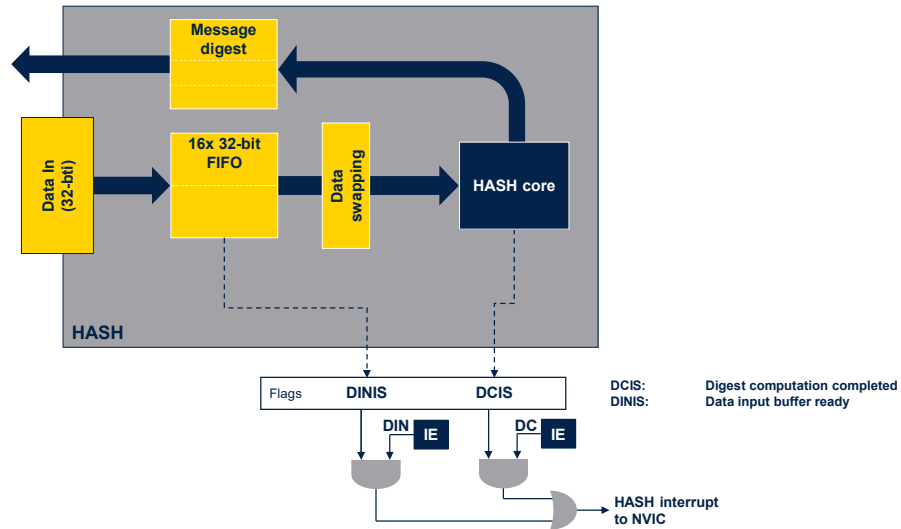 Message
digest
Data In
(32-bti)
16x 32-bit
FIFO
Data
swapping
HASH core
HASH
Flags
DINIS
DCIS
DCIS: Digest computation completed
DINIS: Data input buffer ready
DIN
IE
DC
IE
HASH interrupt
to NVIC